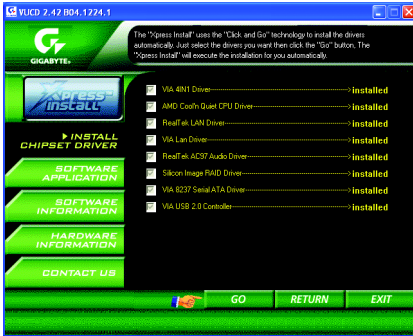 VUCD 2.42 B04.1224.1
GIGABYTE
The "Xpress Install" uses the "Click and Go" technology to install the drivers
automatically. Just select the drivers you want then click the "Go" button, The
"Xpress Install" will execute the installation for you automatically.
Xpress-
INSTALL
INSTALL
CHIPSET DRIVER
SOFTWARE
APPLICATION
SOFTWARE
INFORMATION
HARDWARE
INFORMATION
CONTACT US
VIA 4IN1 Driver installed
AMD Cool'n Quiet CPU Driver installed
RealTek LAN Driver installed
VIA Lan Driver installed
RealTek AC97 Audio Driver installed
Silicon Image RAID Driver installed
VIA 8237 Serial ATA Driver installed
VIA USB 2.0 Controller installed
GO RETURN EXIT